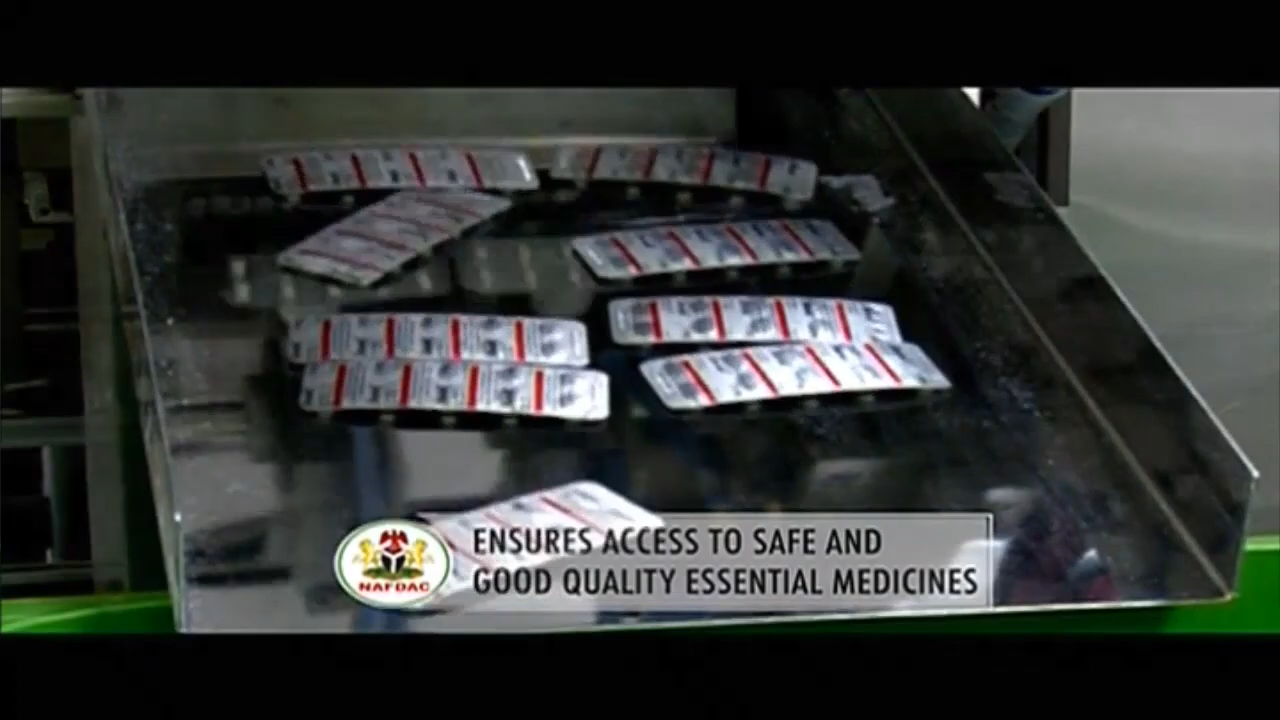 NAFDAC
ENSURES ACCESS TO SAFE AND
GOOD QUALITY ESSENTIAL MEDICINES